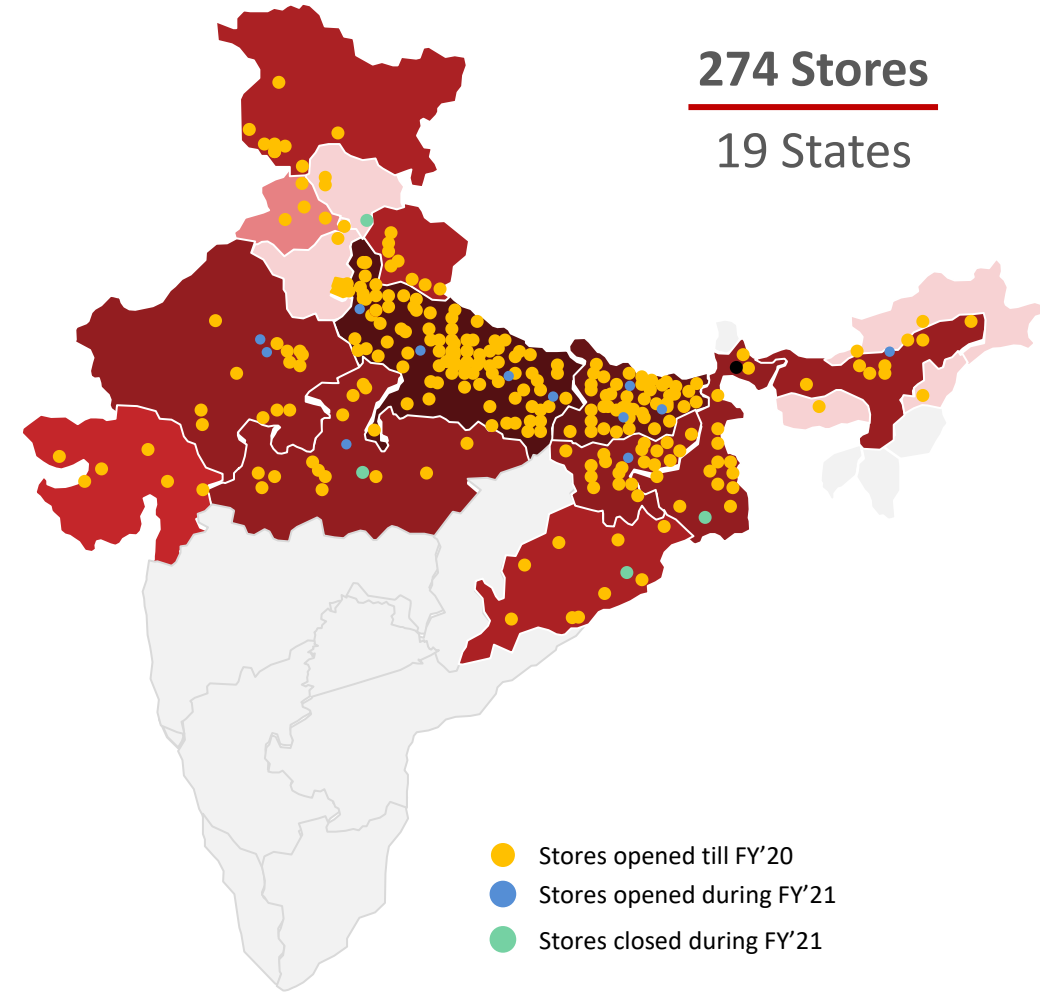 274 Stores
19 States
Stores opened till FY’20
Stores opened during FY’21
Stores closed during FY’21